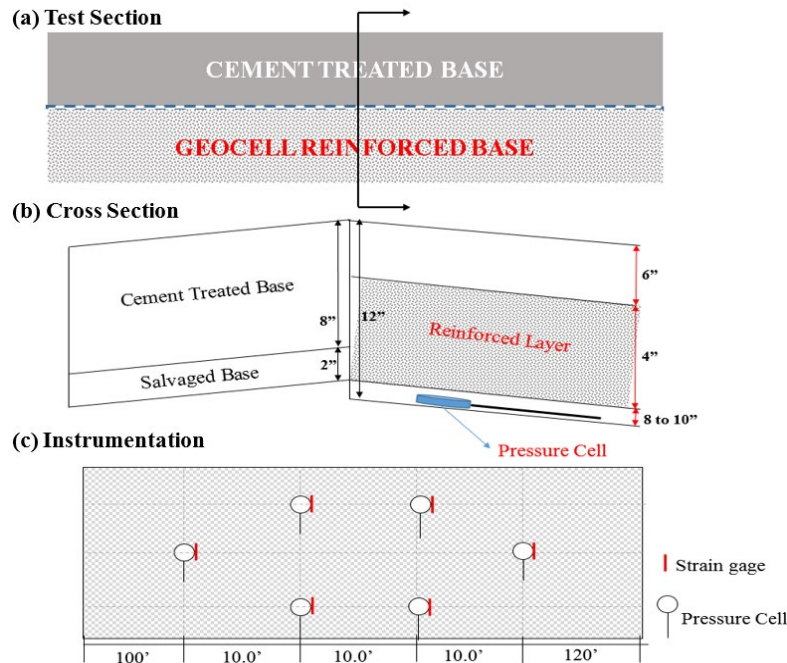 (a) Test Section
CEMENT TREATED BASE
GEOCELL REINFORCED BASE
(b) Cross Section
Cement Treated Base
Salvaged Base
8”
2”
12”
Reinforced Layer
6”
4”
8 to 10”
Pressure Cell
(c) Instrumentation
Strain gage
Pressure Cell
100’ 10.0’ 10.0’ 10.0’ 120’